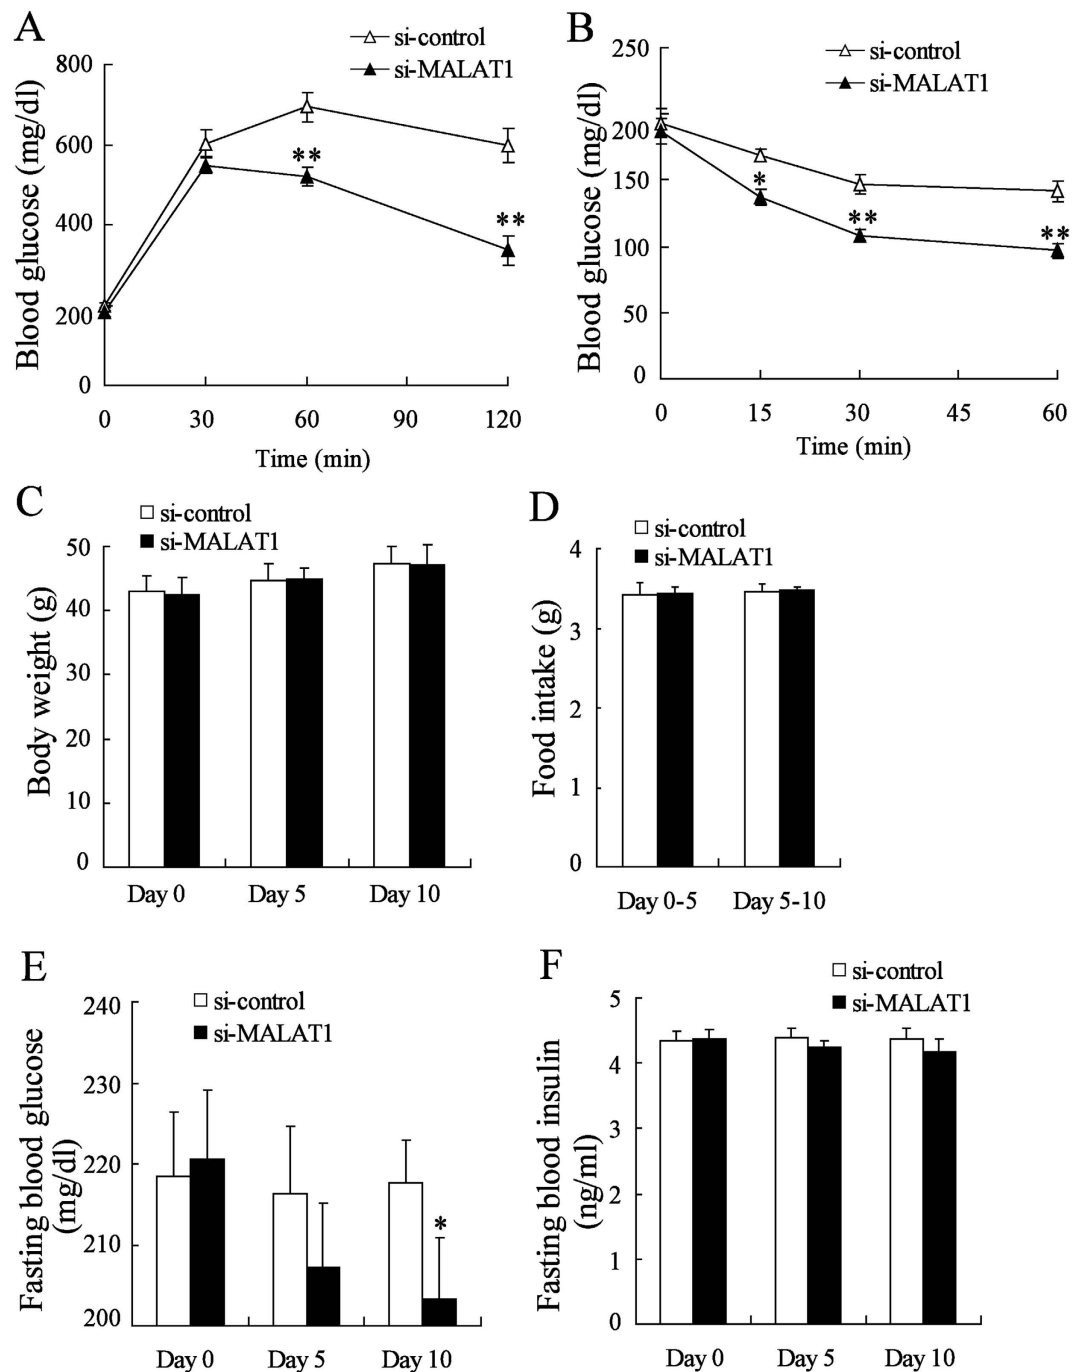 A
si-control
si-MALAT1
800
600
400
200
0
Blood glucose (mg/dl)
**
**
0 30 60 90 120
Time (min)
B
si-control
si-MALAT1
250
200
150
100
50
0
Blood glucose (mg/dl)
*
**
**
0 15 30 45 60
Time (min)
C
si-control
si-MALAT1
50
40
30
20
10
0
Body weight (g)
Day 0 Day 5 Day 10
D
si-control
si-MALAT1
4
3
2
1
0
Food intake (g)
Day 0-5 Day 5-10
E
si-control
si-MALAT1
240
230
220
210
200
Fasting blood glucose
(mg/dl)
*
Day 0 Day 5 Day 10
F
si-control
si-MALAT1
5
4
3
2
1
0
Fasting blood insulin
(ng/ml)
Day 0 Day 5 Day 10